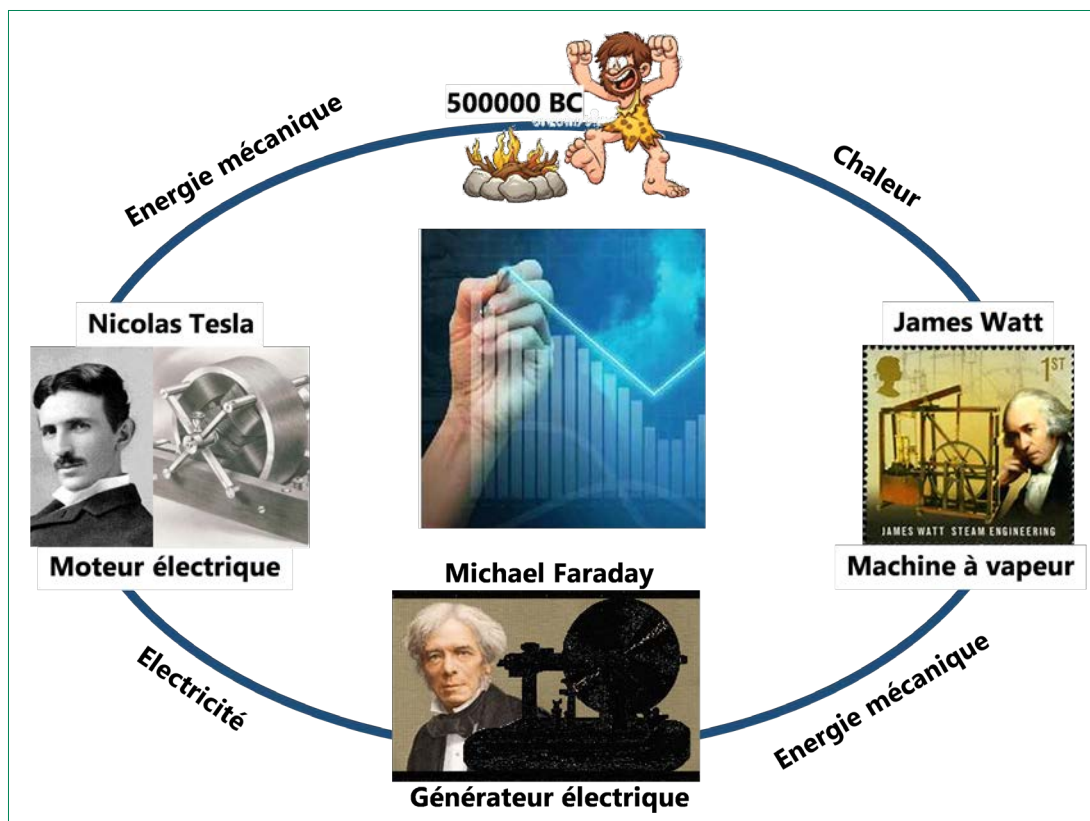 500000 BC
Energie mécanique
Chaleur
Nicolas Tesla
James Watt
1ST
JAMES WATT STEAM ENGINEERING
Moteur électrique
Machine à vapeur
Michael Faraday
Electricité
Energie mécanique
Générateur électrique